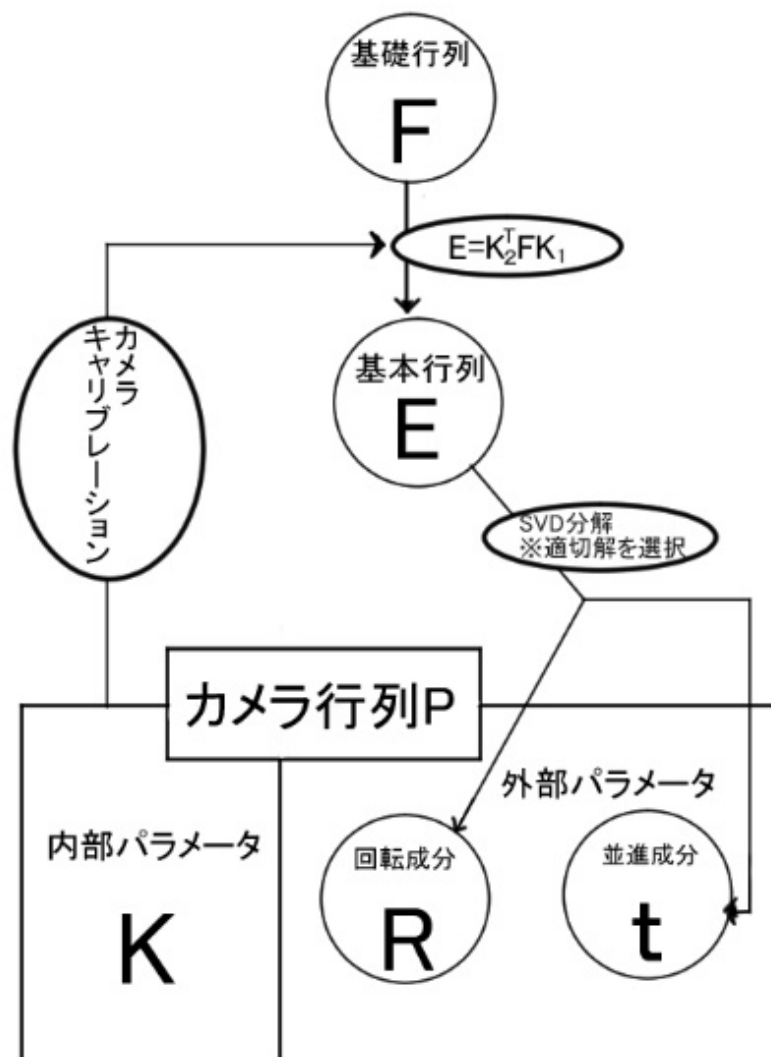 基礎行列
F
E=K₂ᵀFK₁
カメラ
キャリブレーション
基本行列
E
SVD分解
※適切解を選択
カメラ行列P
外部パラメータ
内部パラメータ
K
回転成分
R
並進成分
t